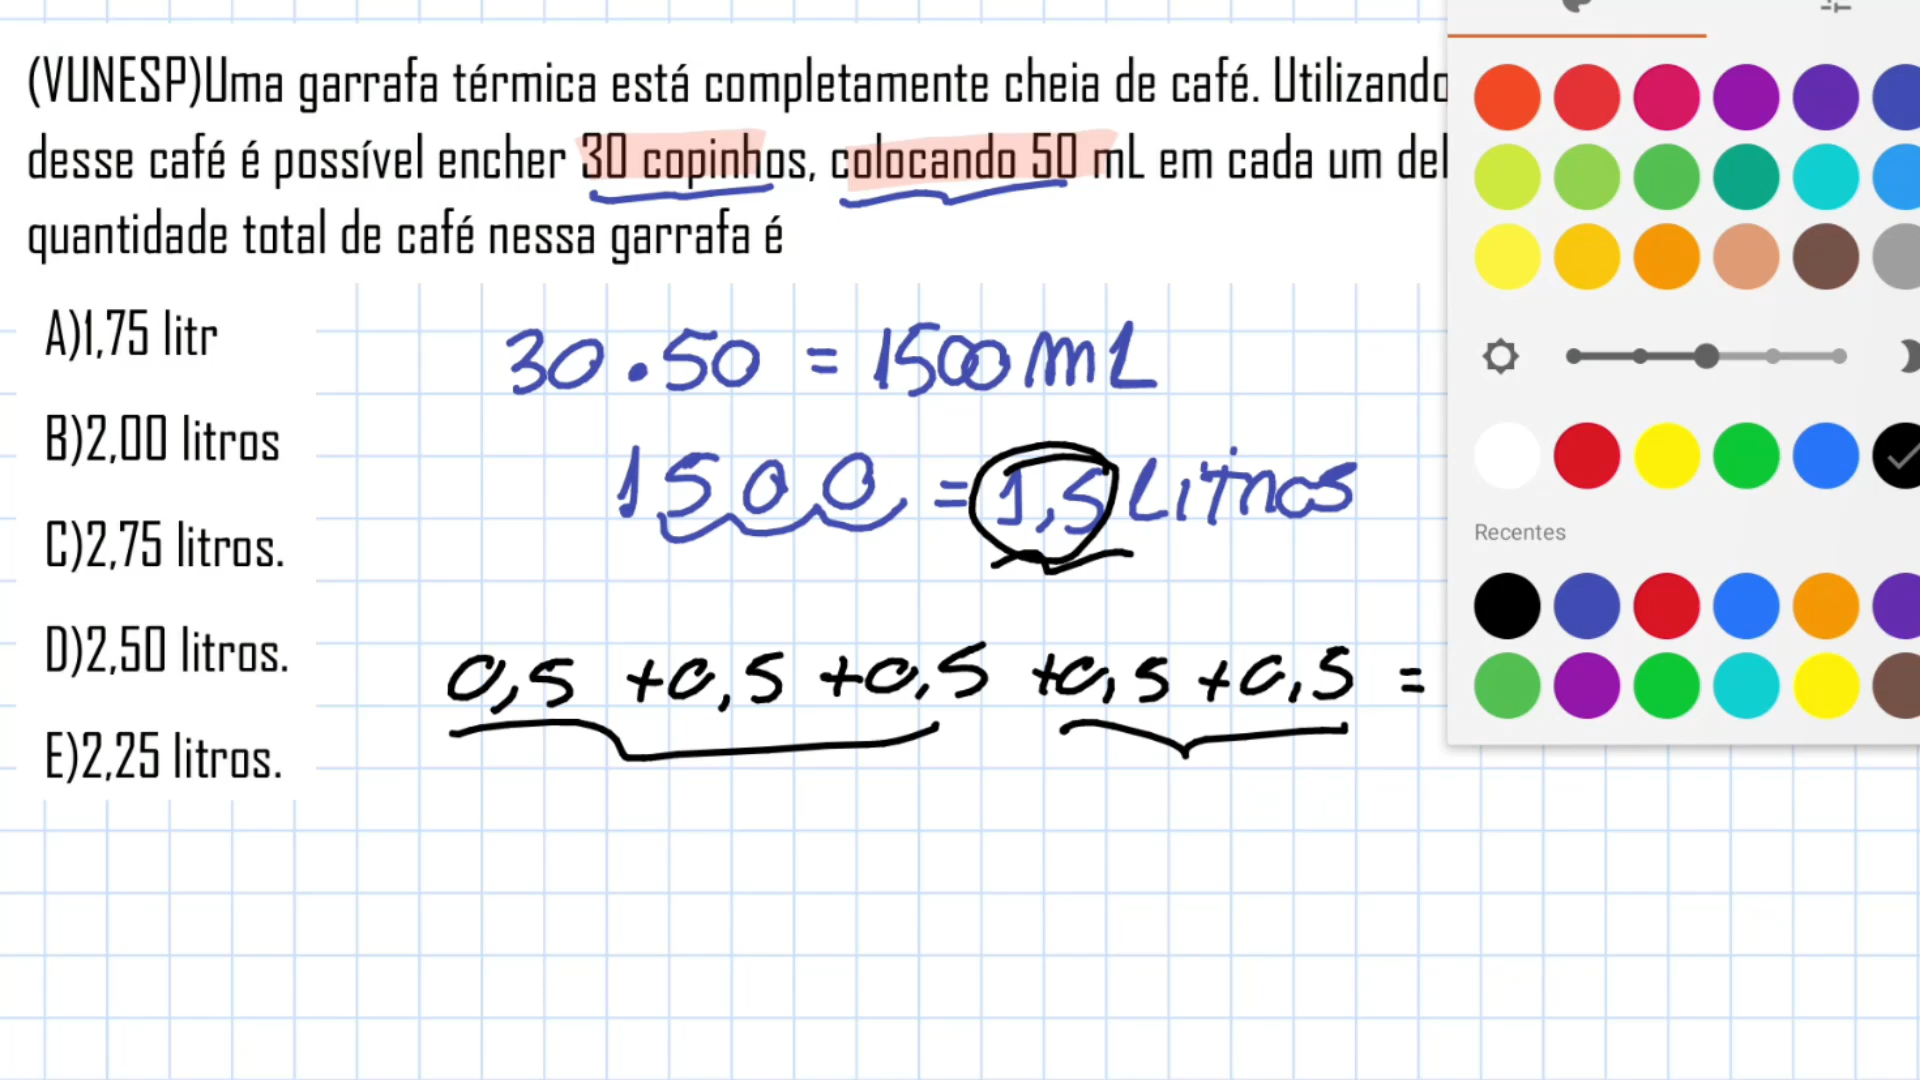 (VUNESP)Uma garrafa térmica está completamente cheia de café. Utilizando
desse café é possível encher 30 copinhos, colocando 50 mL em cada um del
quantidade total de café nessa garrafa é
A)1,75 litr
B)2,00 litros
C)2,75 litros.
D)2,50 litros.
E)2,25 litros.
30 . 50 = 1500 mL
1500 = 1,5 Litros
0,5 + 0,5 + 0,5 + 0,5 + 0,5 =
Recentes